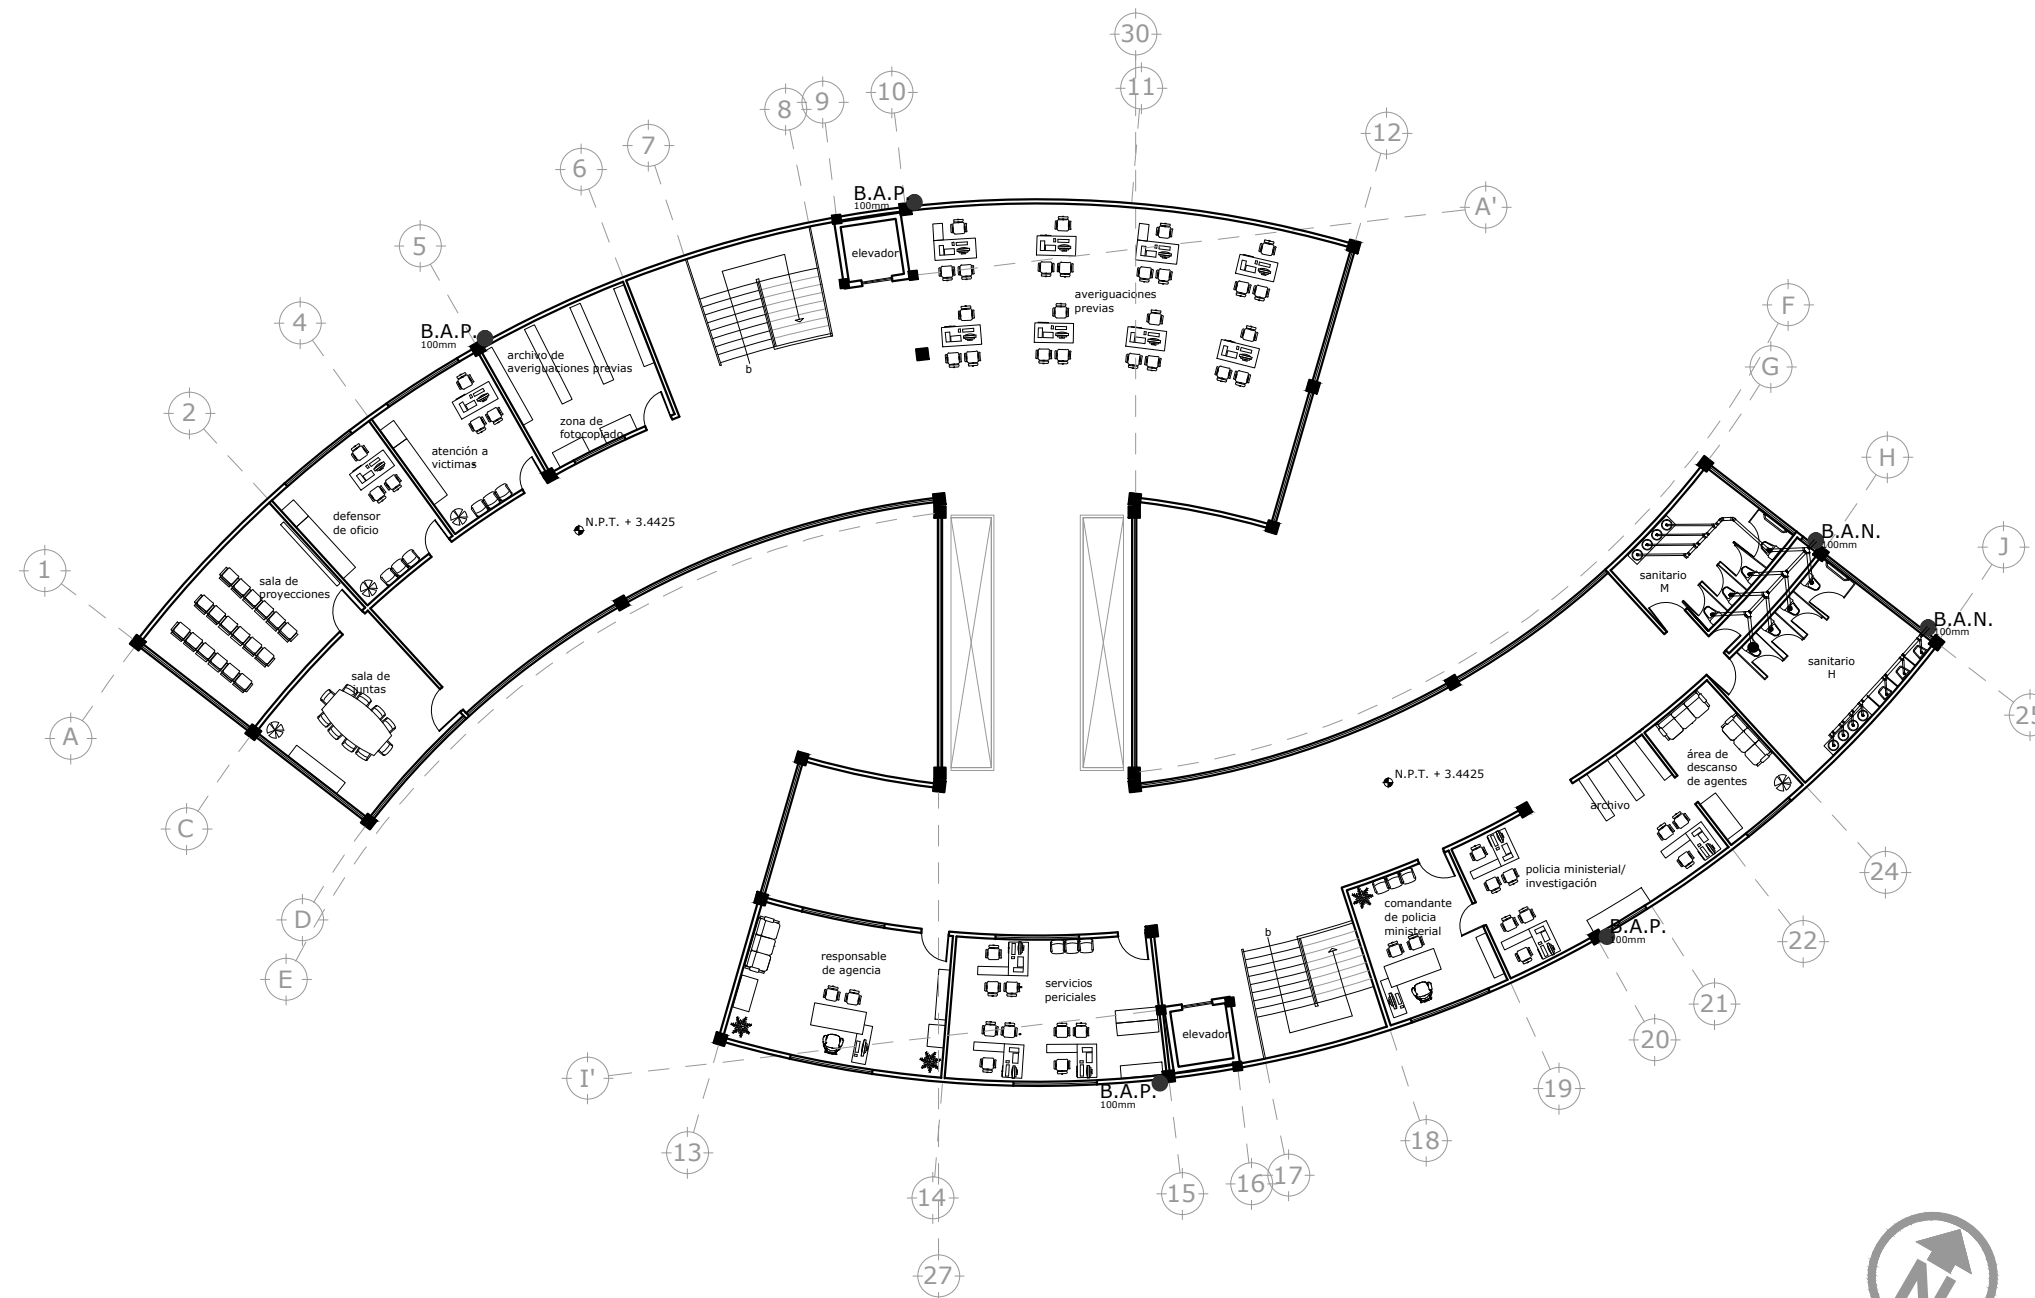 30
11
10
9
8
12
7
6
A'
B.A.P.
100mm
5
elevador
averiguaciones
previas
F
4
B.A.P.
100mm
archivo de
averiguaciones previas
G
b
2
zona de
fotocopiado
atención a
victimas
H
defensor
de oficio
N.P.T. + 3.4425
B.A.N.
100mm
J
1
sala de
proyecciones
sanitario
M
B.A.N.
100mm
sala de
juntas
sanitario
H
25
A
área de
descanso
de agentes
N.P.T. + 3.4425
archivo
C
24
policia ministerial/
investigación
comandante
de policia
ministerial
D
b
B.A.P.
100mm
22
responsable
de agencia
E
servicios
periciales
21
elevador
20
I'
B.A.P.
100mm
19
18
13
17
16
15
14
27
N